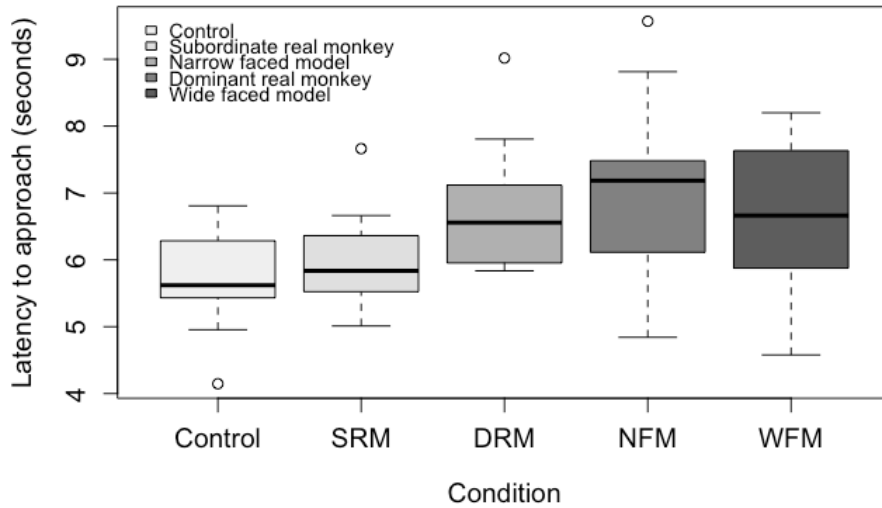 Control
Subordinate real monkey
Narrow faced model
Dominant real monkey
Wide faced model
Latency to approach (seconds)
9
8
7
6
5
4
Control SRM DRM NFM WFM
Condition